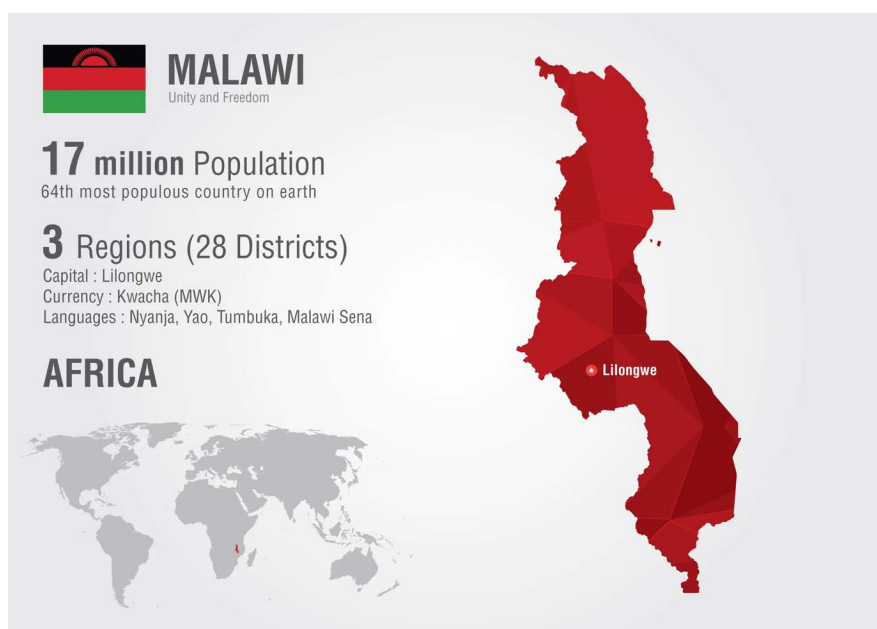 MALAWI
Unity and Freedom
17 million Population
64th most populous country on earth
3 Regions (28 Districts)
Capital : Lilongwe
Currency : Kwacha (MWK)
Languages : Nyanja, Yao, Tumbuka, Malawi Sena
AFRICA
Lilongwe